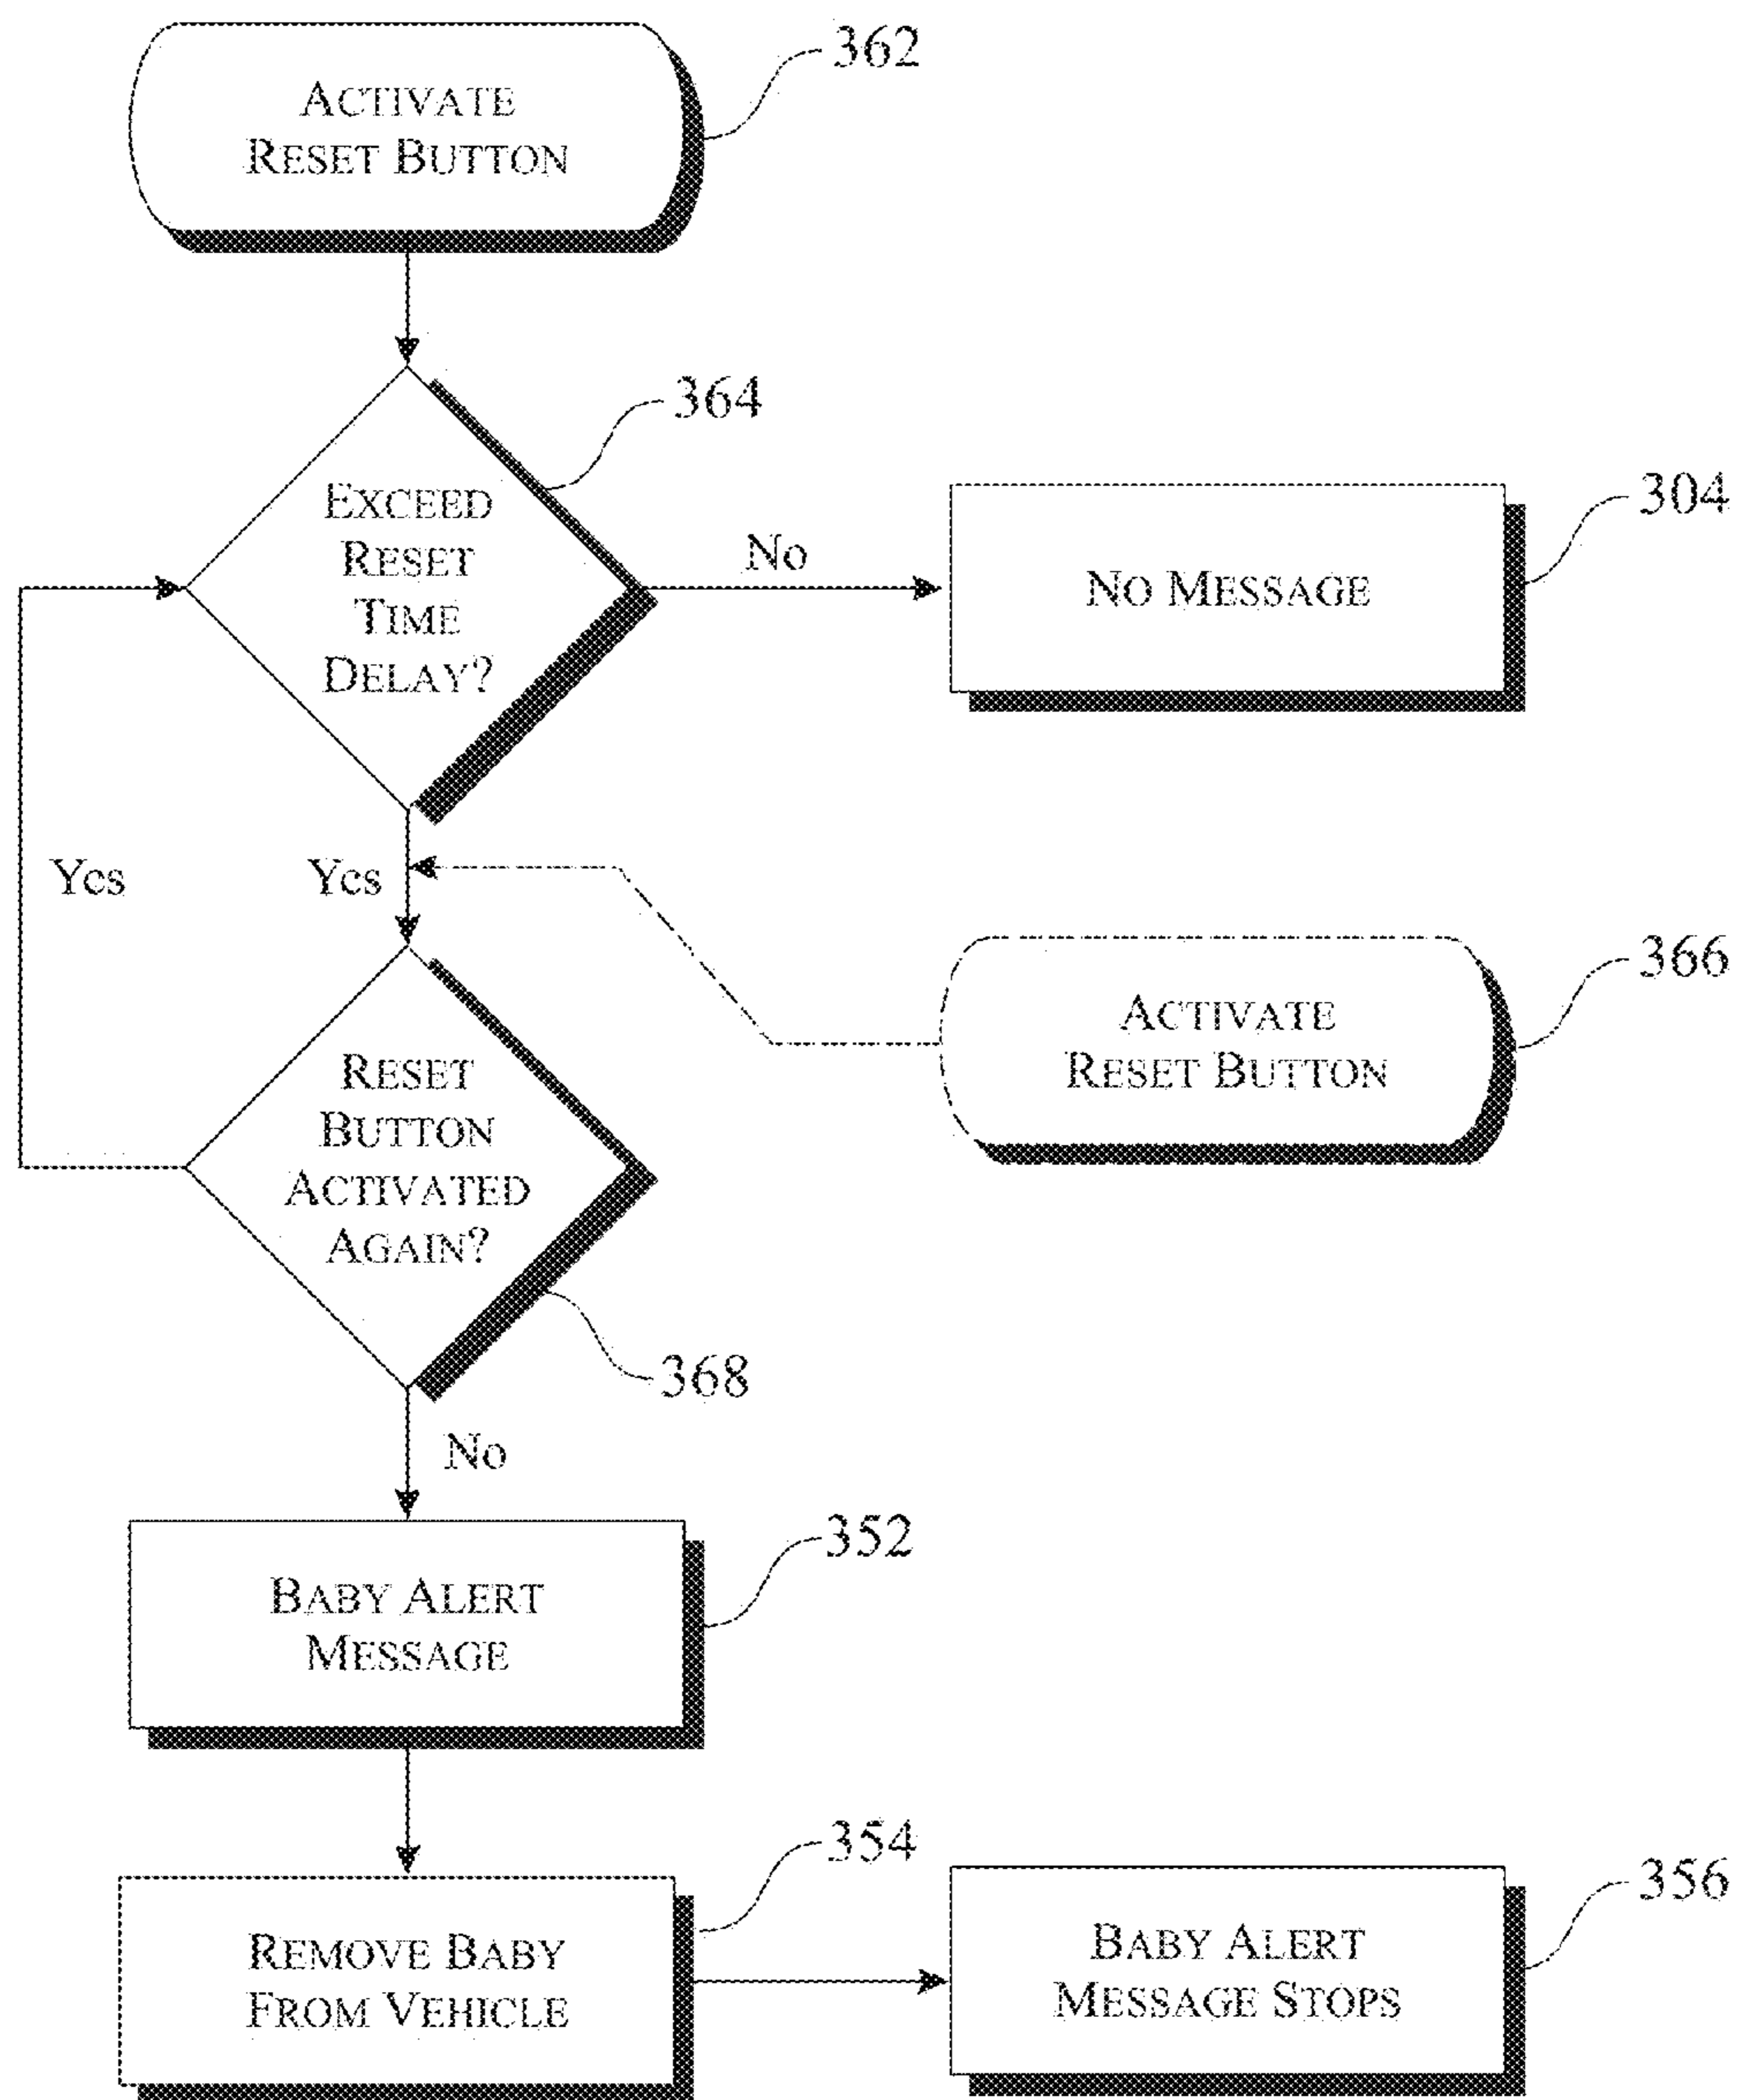 ACTIVATE
RESET BUTTON
362
EXCEED
RESET
TIME
DELAY?
364
No
NO MESSAGE
304
Yes
Yes
ACTIVATE
RESET BUTTON
366
RESET
BUTTON
ACTIVATED
AGAIN?
368
No
BABY ALERT
MESSAGE
352
REMOVE BABY
FROM VEHICLE
354
BABY ALERT
MESSAGE STOPS
356